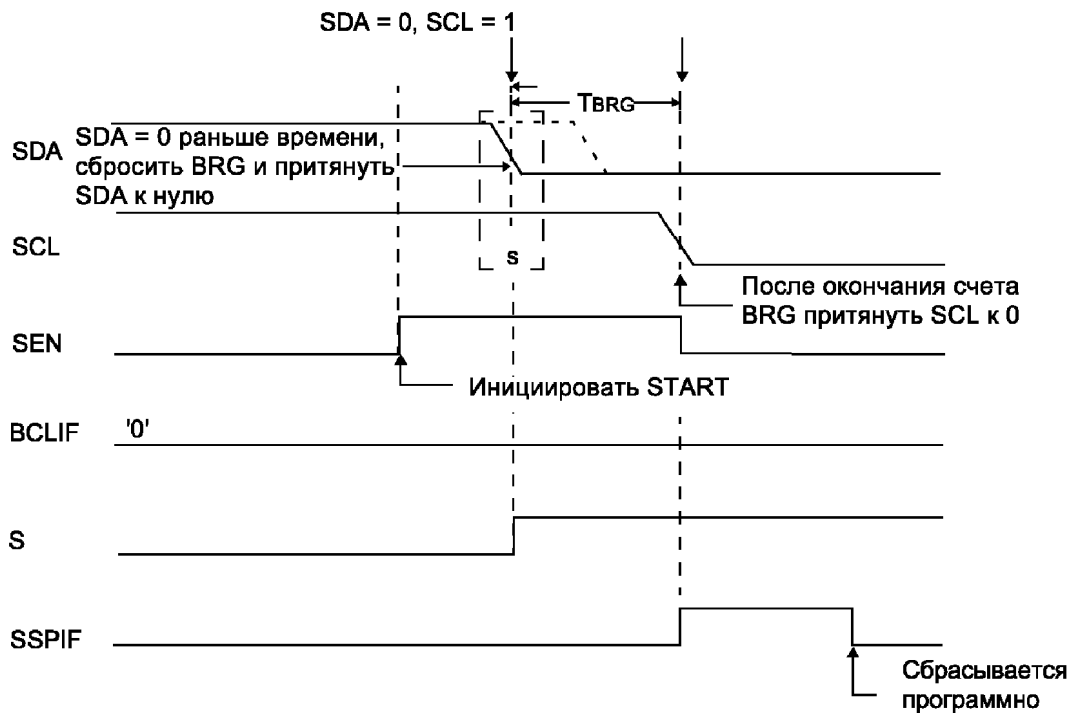 SDA = 0, SCL = 1
TBRG
SDA
SDA = 0 раньше времени,
сбросить BRG и притянуть
SDA к нулю
SCL
S
После окончания счета
BRG притянуть SCL к 0
SEN
Инициировать START
BCLIF
'0'
S
SSPIF
Сбрасывается
программно